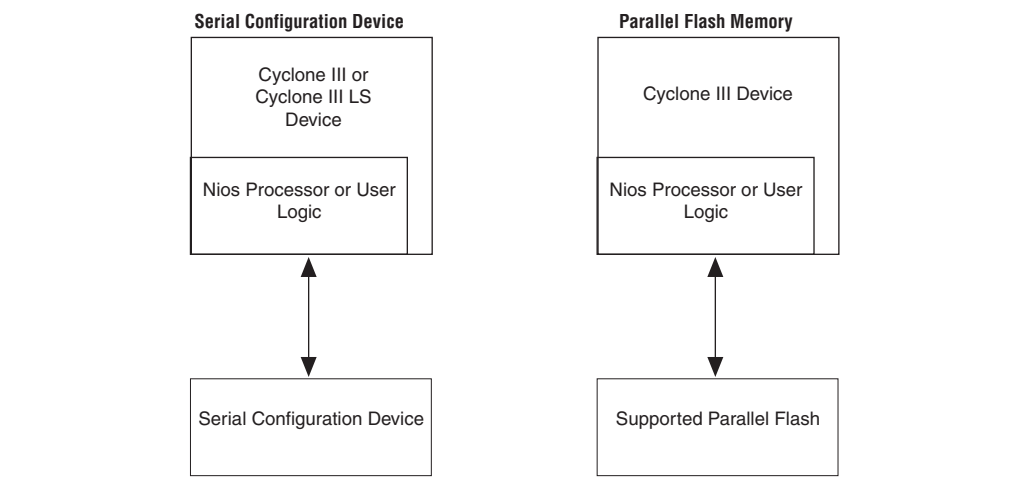 Serial Configuration Device
Cyclone III or
Cyclone III LS
Device
Nios Processor or User
Logic
Serial Configuration Device
Parallel Flash Memory
Cyclone III Device
Nios Processor or User
Logic
Supported Parallel Flash